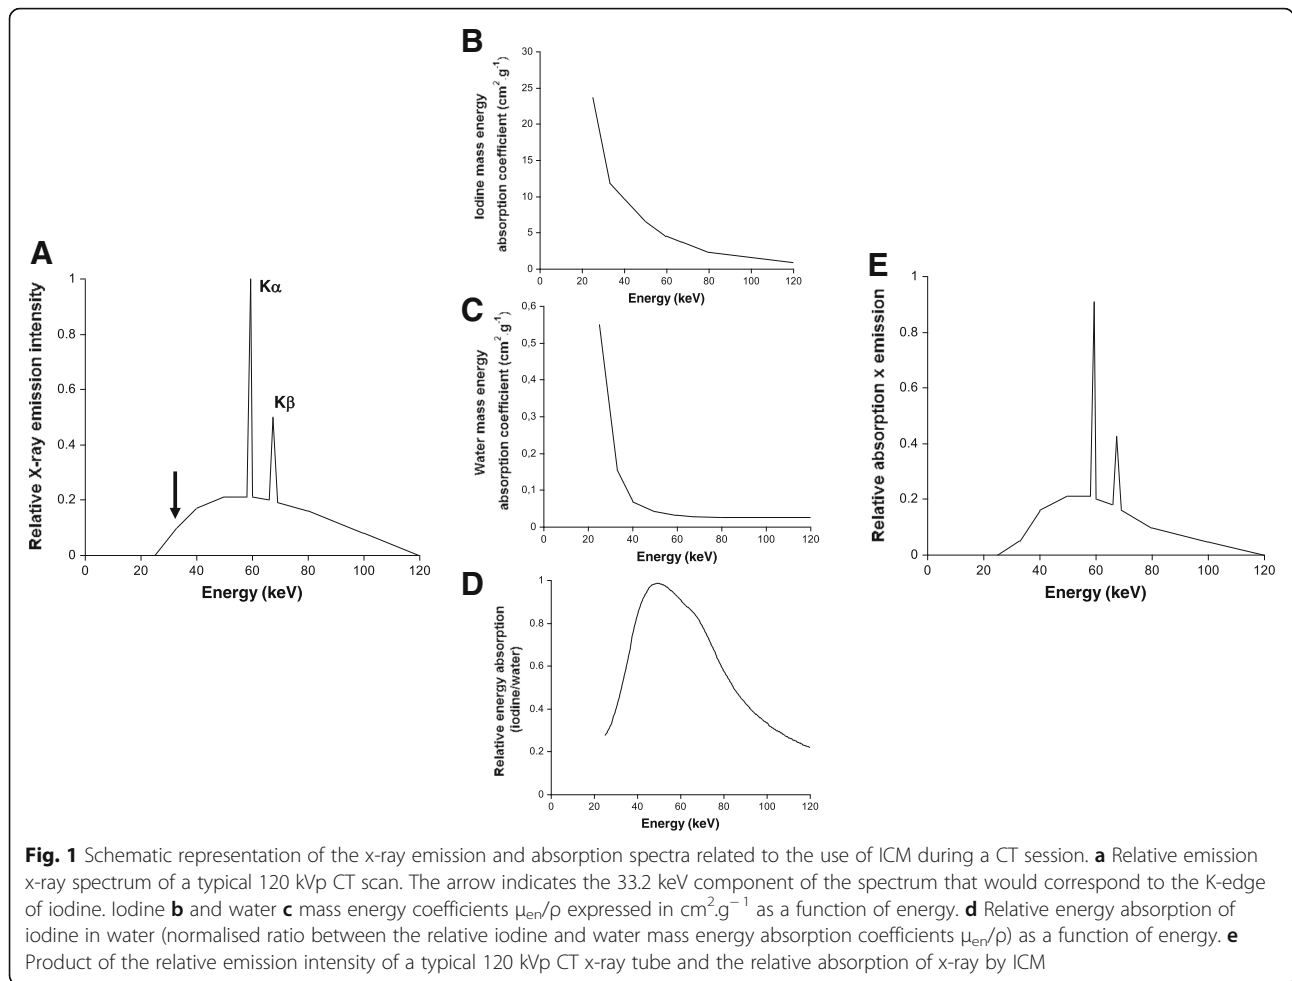 B
Iodine mass energy
absorption coefficient (cm².g⁻¹)
30
25
20
15
10
5
0
0 20 40 60 80 100 120
Energy (keV)
A
Relative X-ray emission intensity
1
0.8
0.6
0.4
0.2
0
Kα
Kβ
0 20 40 60 80 100 120
Energy (keV)
C
Water mass energy
absorption coefficient (cm².g⁻¹)
0,6
0,5
0,4
0,3
0,2
0,1
0
0 20 40 60 80 100 120
Energy (keV)
D
Relative energy absorption
(iodine/water)
1
0.8
0.6
0.4
0.2
0
0 20 40 60 80 100 120
Energy (keV)
E
Relative absorption x emission
1
0.8
0.6
0.4
0.2
0
0 20 40 60 80 100 120
Energy (keV)
Fig. 1 Schematic representation of the x-ray emission and absorption spectra related to the use of ICM during a CT session. a Relative emission
x-ray spectrum of a typical 120 kVp CT scan. The arrow indicates the 33.2 keV component of the spectrum that would correspond to the K-edge
of iodine. Iodine b and water c mass energy coefficients μen/ρ expressed in cm².g⁻¹ as a function of energy. d Relative energy absorption of
iodine in water (normalised ratio between the relative iodine and water mass energy absorption coefficients μen/ρ) as a function of energy. e
Product of the relative emission intensity of a typical 120 kVp CT x-ray tube and the relative absorption of x-ray by ICM